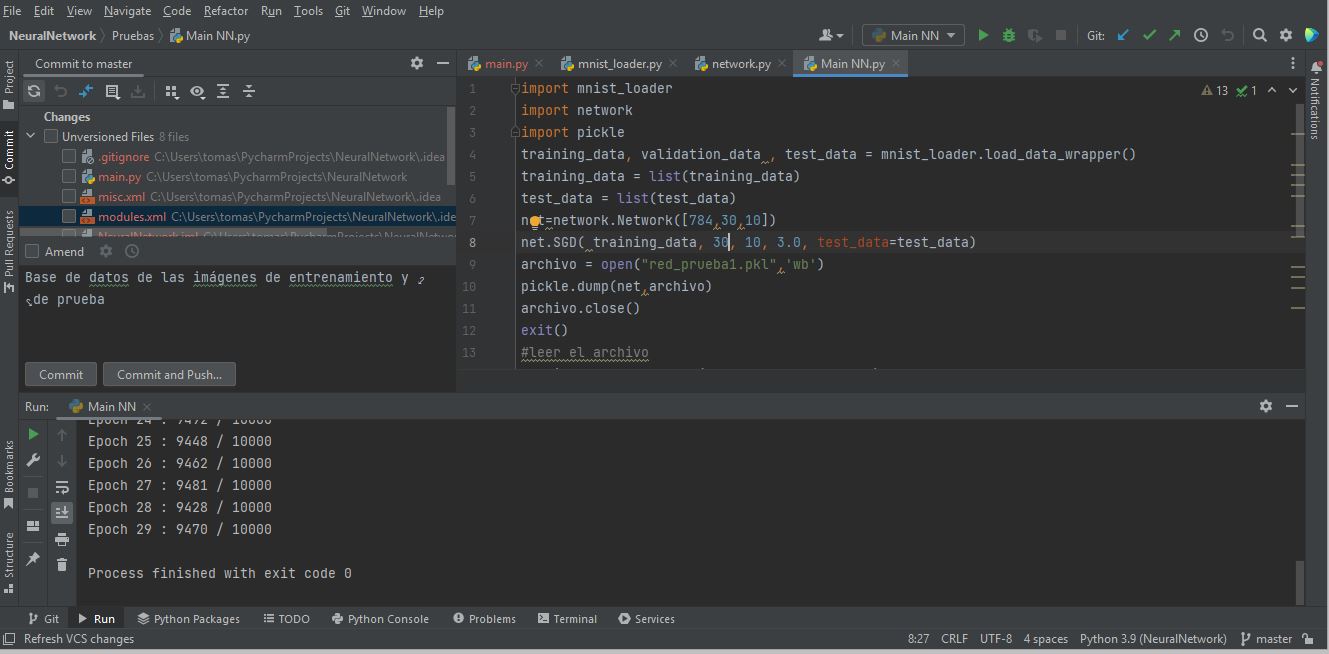 File Edit View Navigate Code Refactor Run Tools Git Window Help
NeuralNetwork Pruebas Main NN.py
Main NN Git:
Project
Commit
Pull Requests
Bookmarks
Structure
Notifications
Commit to master
Changes
Unversioned Files 8 files
.gitignore C:\Users\tomas\PycharmProjects\NeuralNetwork\.idea
main.py C:\Users\tomas\PycharmProjects\NeuralNetwork
misc.xml C:\Users\tomas\PycharmProjects\NeuralNetwork\.idea
modules.xml C:\Users\tomas\PycharmProjects\NeuralNetwork\.ide
Amend
Base de datos de las imágenes de entrenamiento y
de prueba
Commit Commit and Push...
main.py mnist_loader.py network.py Main NN.py
13 1
1 import mnist_loader
2 import network
3 import pickle
4 training_data, validation_data , test_data = mnist_loader.load_data_wrapper()
5 training_data = list(training_data)
6 test_data = list(test_data)
7 net=network.Network([784,30,10])
8 net.SGD( training_data, 30, 10, 3.0, test_data=test_data)
9 archivo = open("red_prueba1.pkl",'wb')
10 pickle.dump(net,archivo)
11 archivo.close()
12 exit()
13 #leer el archivo
Run: Main NN
Epoch 24 : 9492 / 10000
Epoch 25 : 9448 / 10000
Epoch 26 : 9462 / 10000
Epoch 27 : 9481 / 10000
Epoch 28 : 9428 / 10000
Epoch 29 : 9470 / 10000
Process finished with exit code 0
Git Run Python Packages TODO Python Console Problems Terminal Services
Refresh VCS changes 8:27 CRLF UTF-8 4 spaces Python 3.9 (NeuralNetwork) master